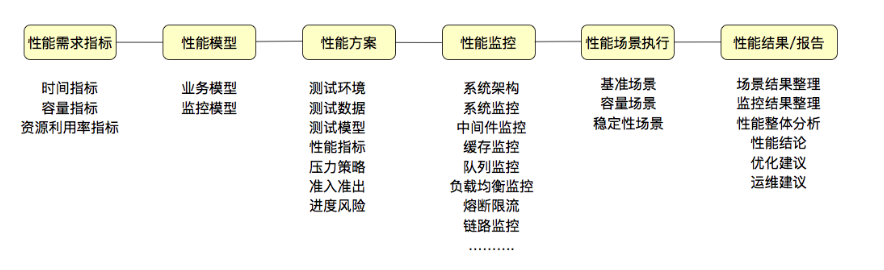 性能需求指标
性能模型
性能方案
性能监控
性能场景执行
性能结果/报告
时间指标
容量指标
资源利用率指标
业务模型
监控模型
测试环境
测试数据
测试模型
性能指标
压力策略
准入准出
进度风险
系统架构
系统监控
中间件监控
缓存监控
队列监控
负载均衡监控
熔断限流
链路监控
..........
基准场景
容量场景
稳定性场景
场景结果整理
监控结果整理
性能整体分析
性能结论
优化建议
运维建议